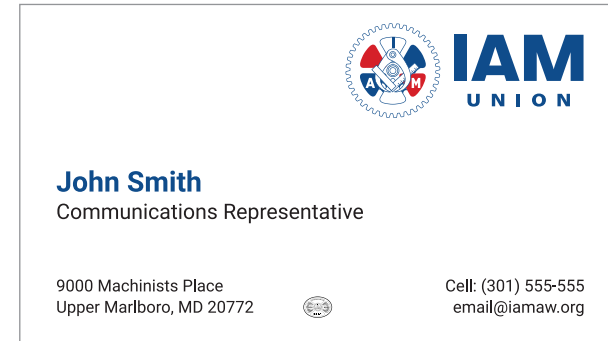 IAM
UNION
I
A M
John Smith
Communications Representative
9000 Machinists Place
Upper Marlboro, MD 20772
Cell: (301) 555-555
email@iamaw.org